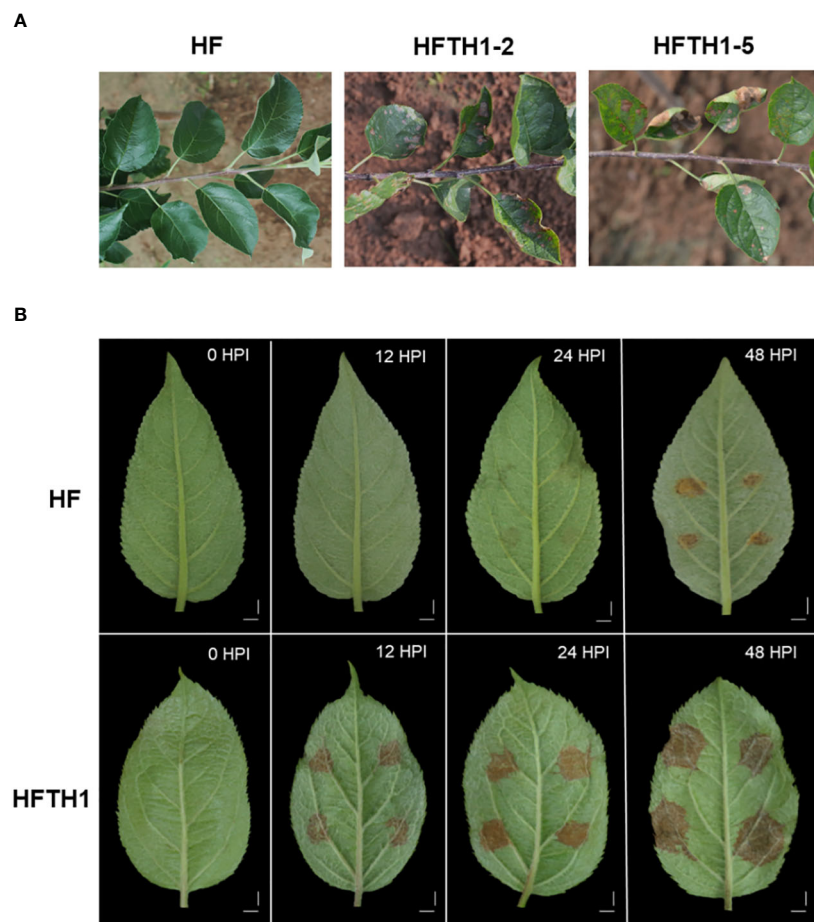 A
HF HFTH1-2 HFTH1-5
B
0 HPI 12 HPI 24 HPI 48 HPI
HF
0 HPI 12 HPI 24 HPI 48 HPI
HFTH1